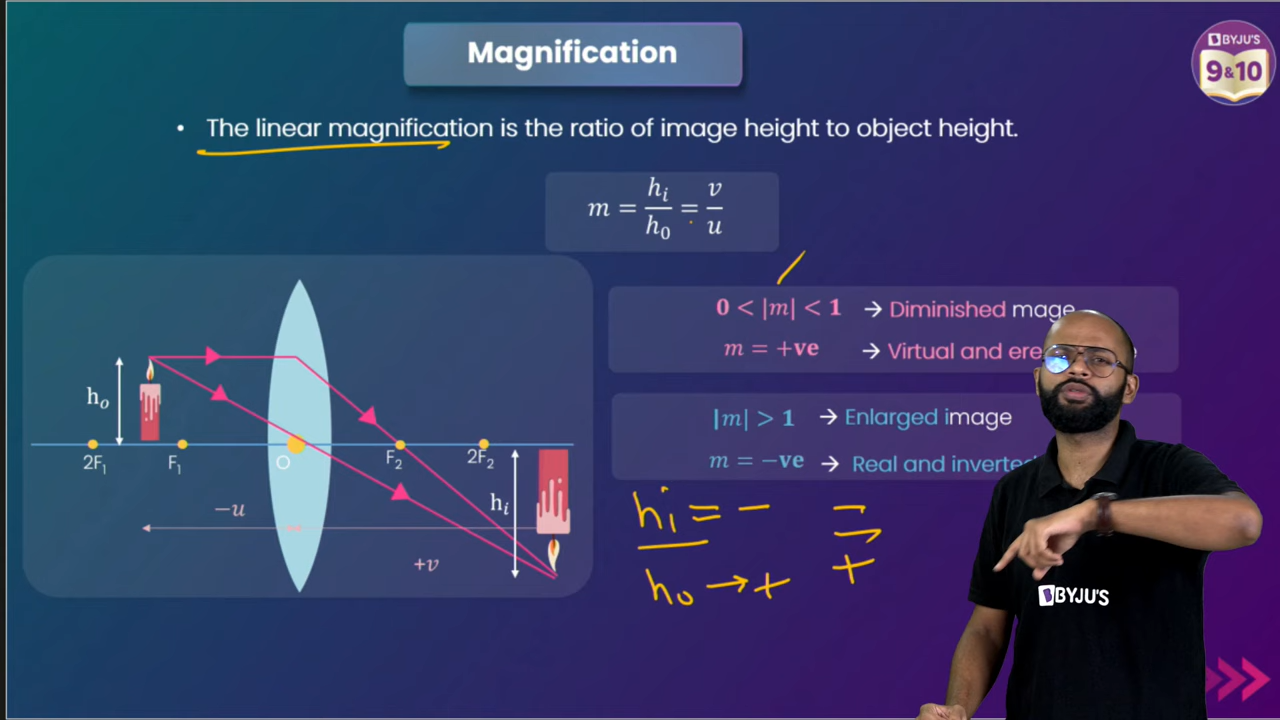 Magnification
BYJU'S
9&10
• The linear magnification is the ratio of image height to object height.
m = hᵢ/h₀ = v/u
0 < |m| < 1 → Diminished mage
m = +ve → Virtual and ere e
|m| > 1 → Enlarged image
m = −ve → Real and inverted
hₒ
2F₁ F₁ O F₂ 2F₂
hᵢ
−u
+v
hᵢ = − −
h₀ → + +
BYJU'S